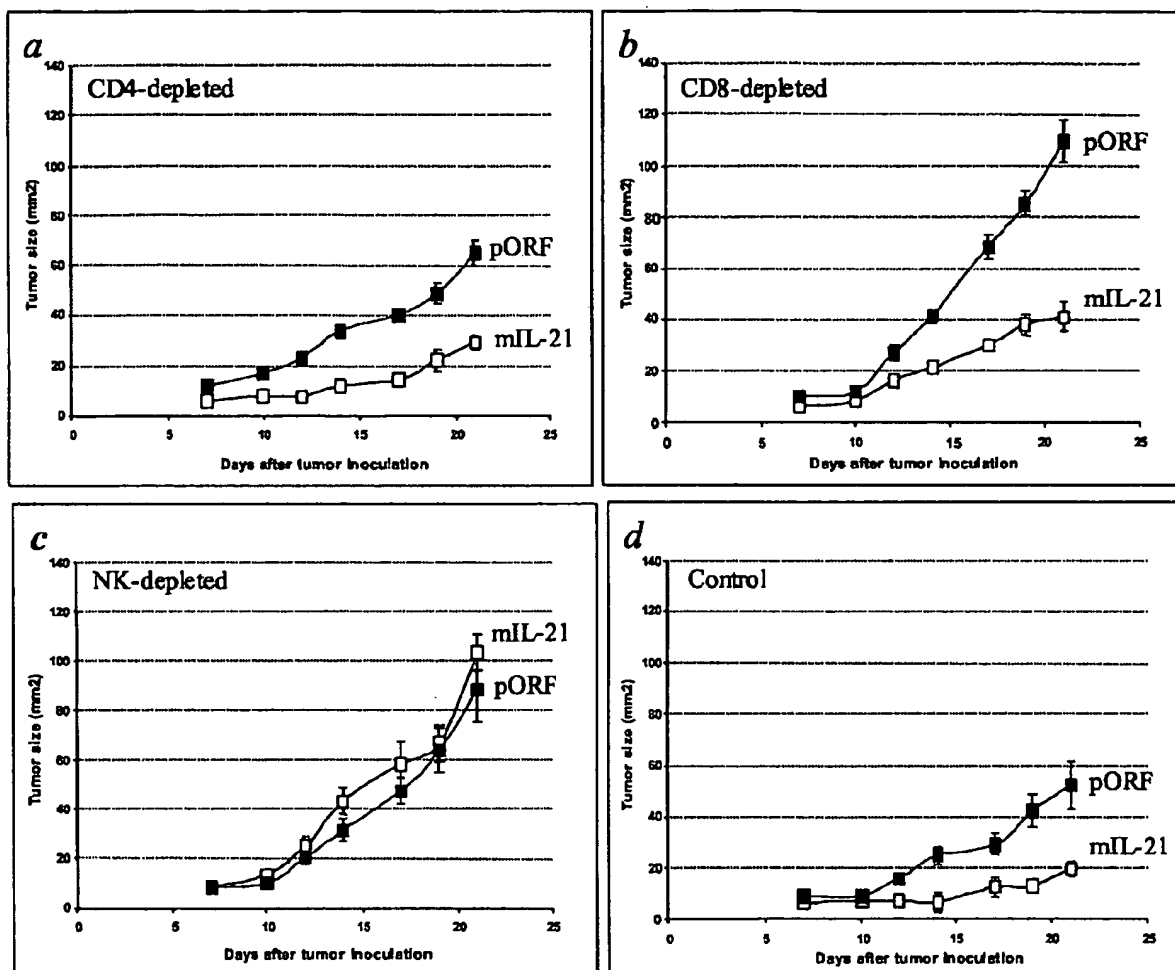 a
CD4-depleted
140
120
100
80
60
40
20
0
Tumor size (mm2)
pORF
mIL-21
0 5 10 15 20 25
Days after tumor inoculation
b
CD8-depleted
140
120
100
80
60
40
20
0
Tumor size (mm2)
pORF
mIL-21
0 5 10 15 20 25
Days after tumor inoculation
c
NK-depleted
140
120
100
80
60
40
20
0
Tumor size (mm2)
mIL-21
pORF
0 5 10 15 20 25
Days after tumor inoculation
d
Control
140
120
100
80
60
40
20
0
Tumor size (mm2)
pORF
mIL-21
0 5 10 15 20 25
Days after tumor inoculation